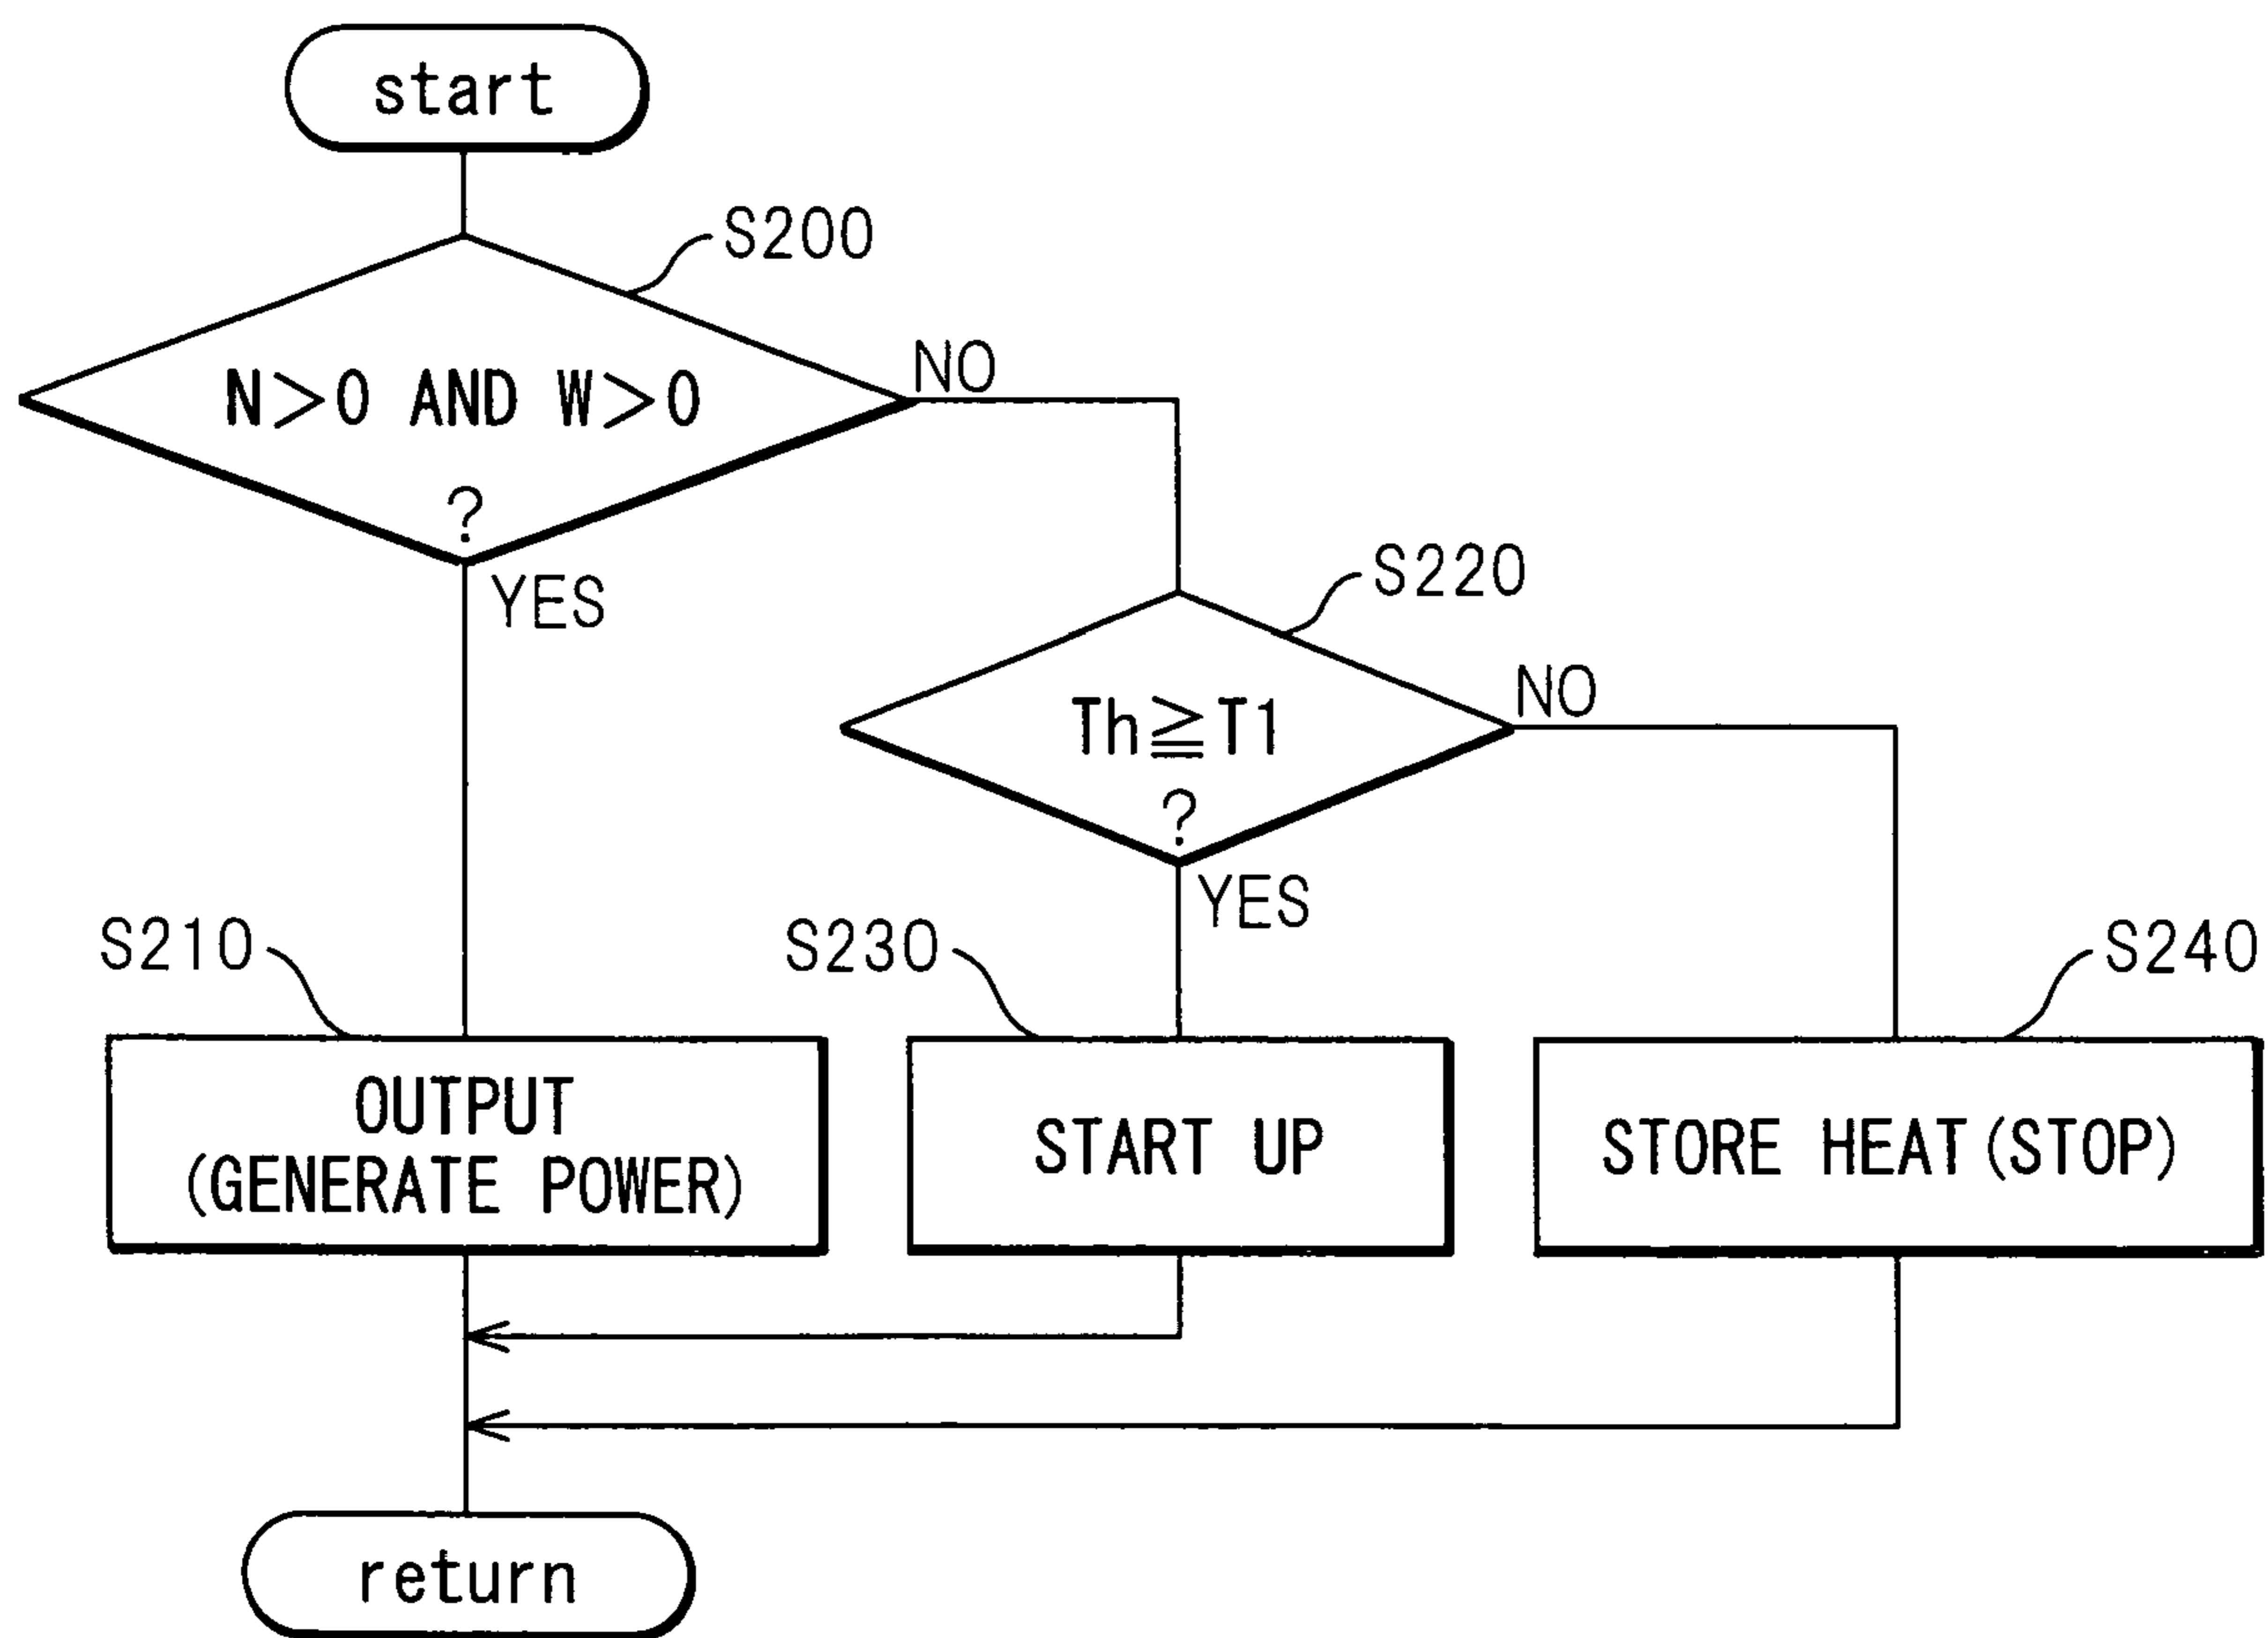 start
S200
N>0 AND W>0
?
NO
YES
S220
Th≧T1
?
NO
YES
S210
S230
S240
OUTPUT
(GENERATE POWER)
START UP
STORE HEAT(STOP)
return